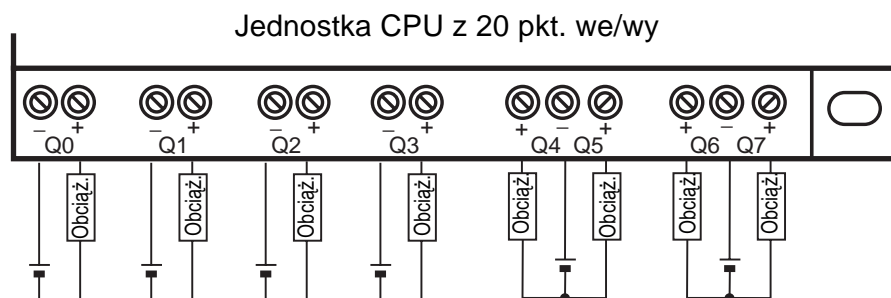 Jednostka CPU z 20 pkt. we/wy
– + – + – + – + + – + + – +
Q0 Q1 Q2 Q3 Q4 Q5 Q6 Q7
Obciąż. Obciąż. Obciąż. Obciąż. Obciąż. Obciąż. Obciąż. Obciąż.